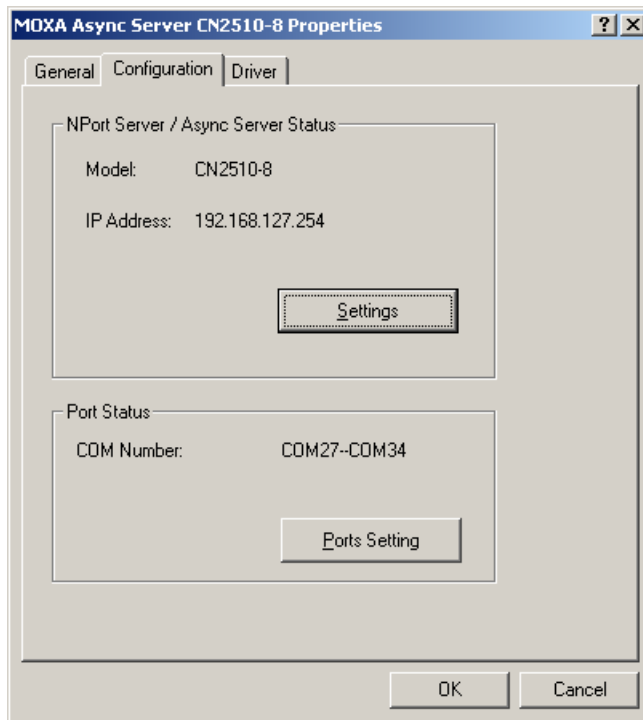 MOXA Async Server CN2510-8 Properties
General Configuration Driver
NPort Server / Async Server Status
Model: CN2510-8
IP Address: 192.168.127.254
Settings
Port Status
COM Number: COM27--COM34
Ports Setting
OK Cancel